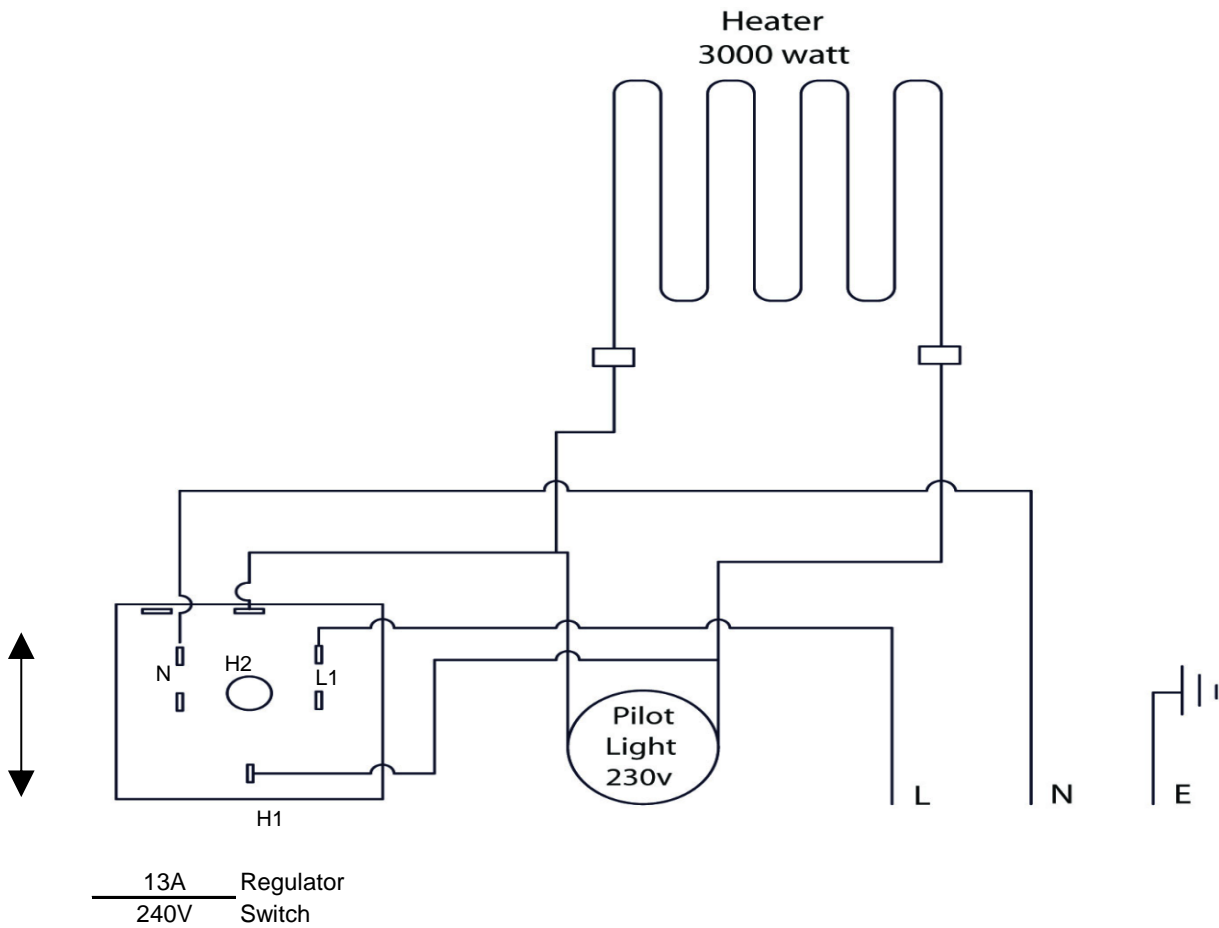 Heater
3000 watt
N
H2
L1
H1
Pilot
Light
230v
L
N
E
13A Regulator
240V Switch